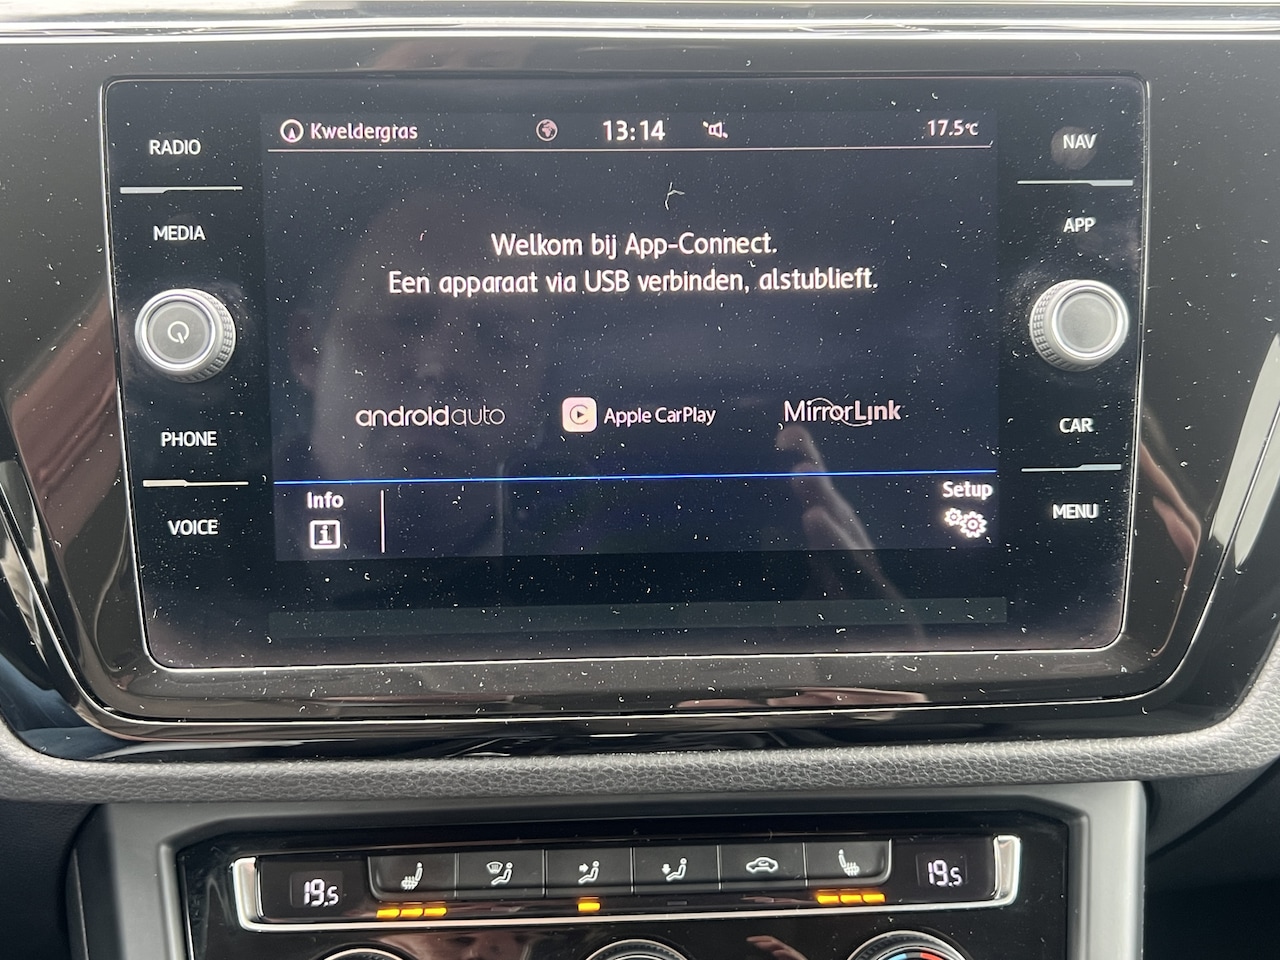 Kweldergras 13:14 17.5°C
RADIO
MEDIA
PHONE
VOICE
Welkom bij App-Connect.
Een apparaat via USB verbinden, alstublieft.
androidauto Apple CarPlay MirrorLink
Info Setup
NAV
APP
CAR
MENU
19.5 19.5